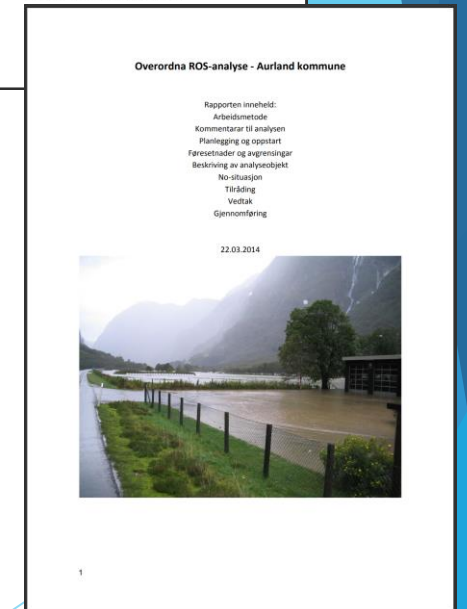 Overordna ROS-analyse - Aurland kommune
Rapporten inneheld:
Arbeidsmetode
Kommentarar til analysen
Planlegging og oppstart
Føresetnader og avgrensingar
Beskriving av analyseobjekt
No-situasjon
Tilråding
Vedtak
Gjennomføring
22.03.2014
1